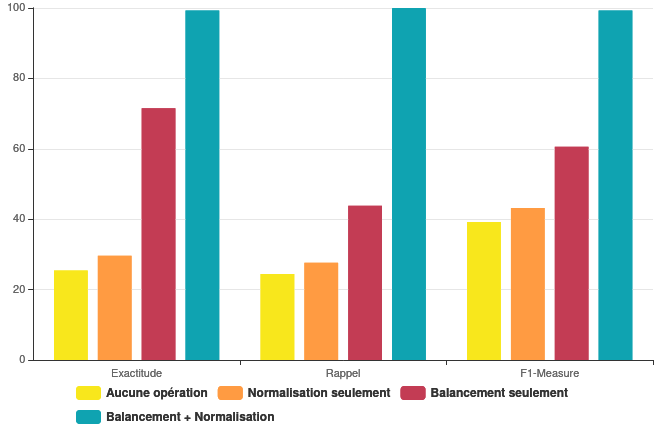 100
80
60
40
20
0
Exactitude Rappel F1-Measure
Aucune opération Normalisation seulement Balancement seulement
Balancement + Normalisation